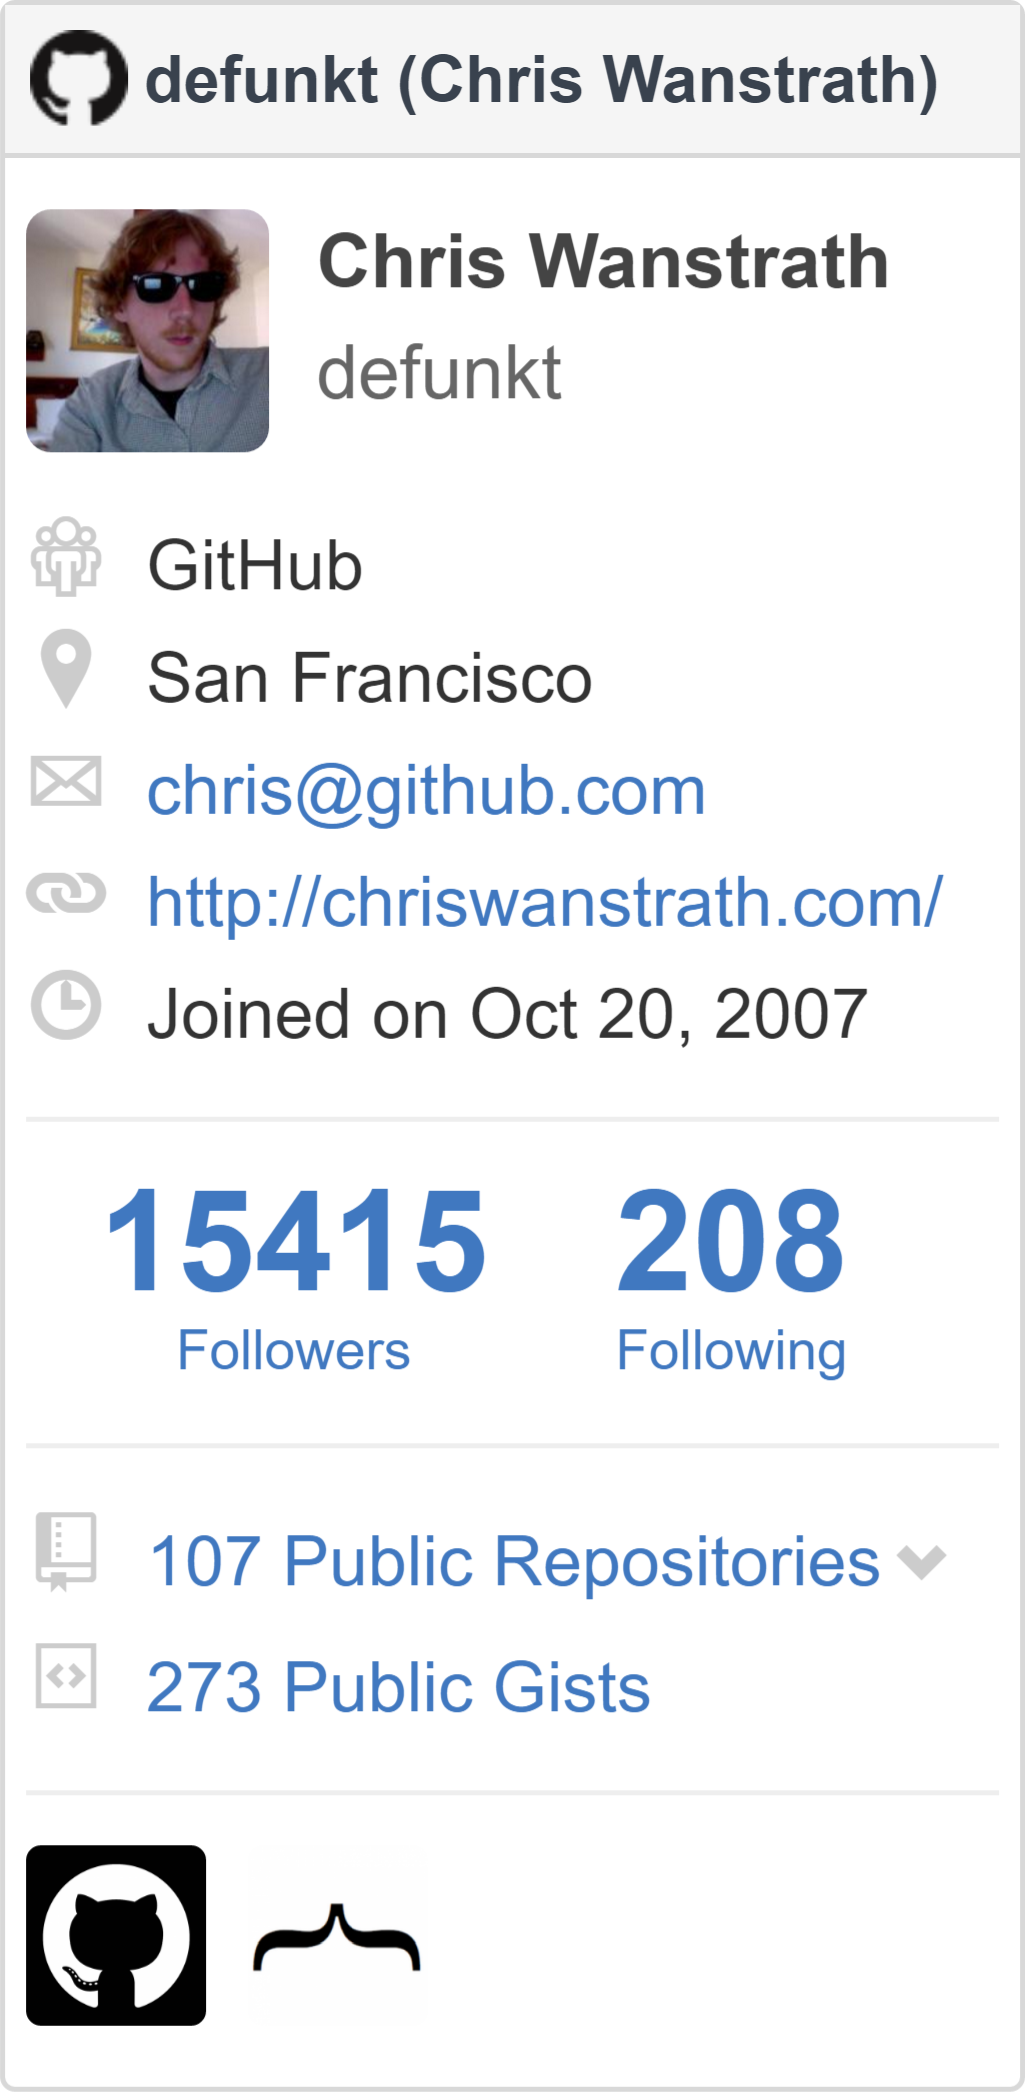 defunkt (Chris Wanstrath)
Chris Wanstrath
defunkt
GitHub
San Francisco
chris@github.com
http://chriswanstrath.com/
Joined on Oct 20, 2007
15415 208
Followers Following
107 Public Repositories
273 Public Gists